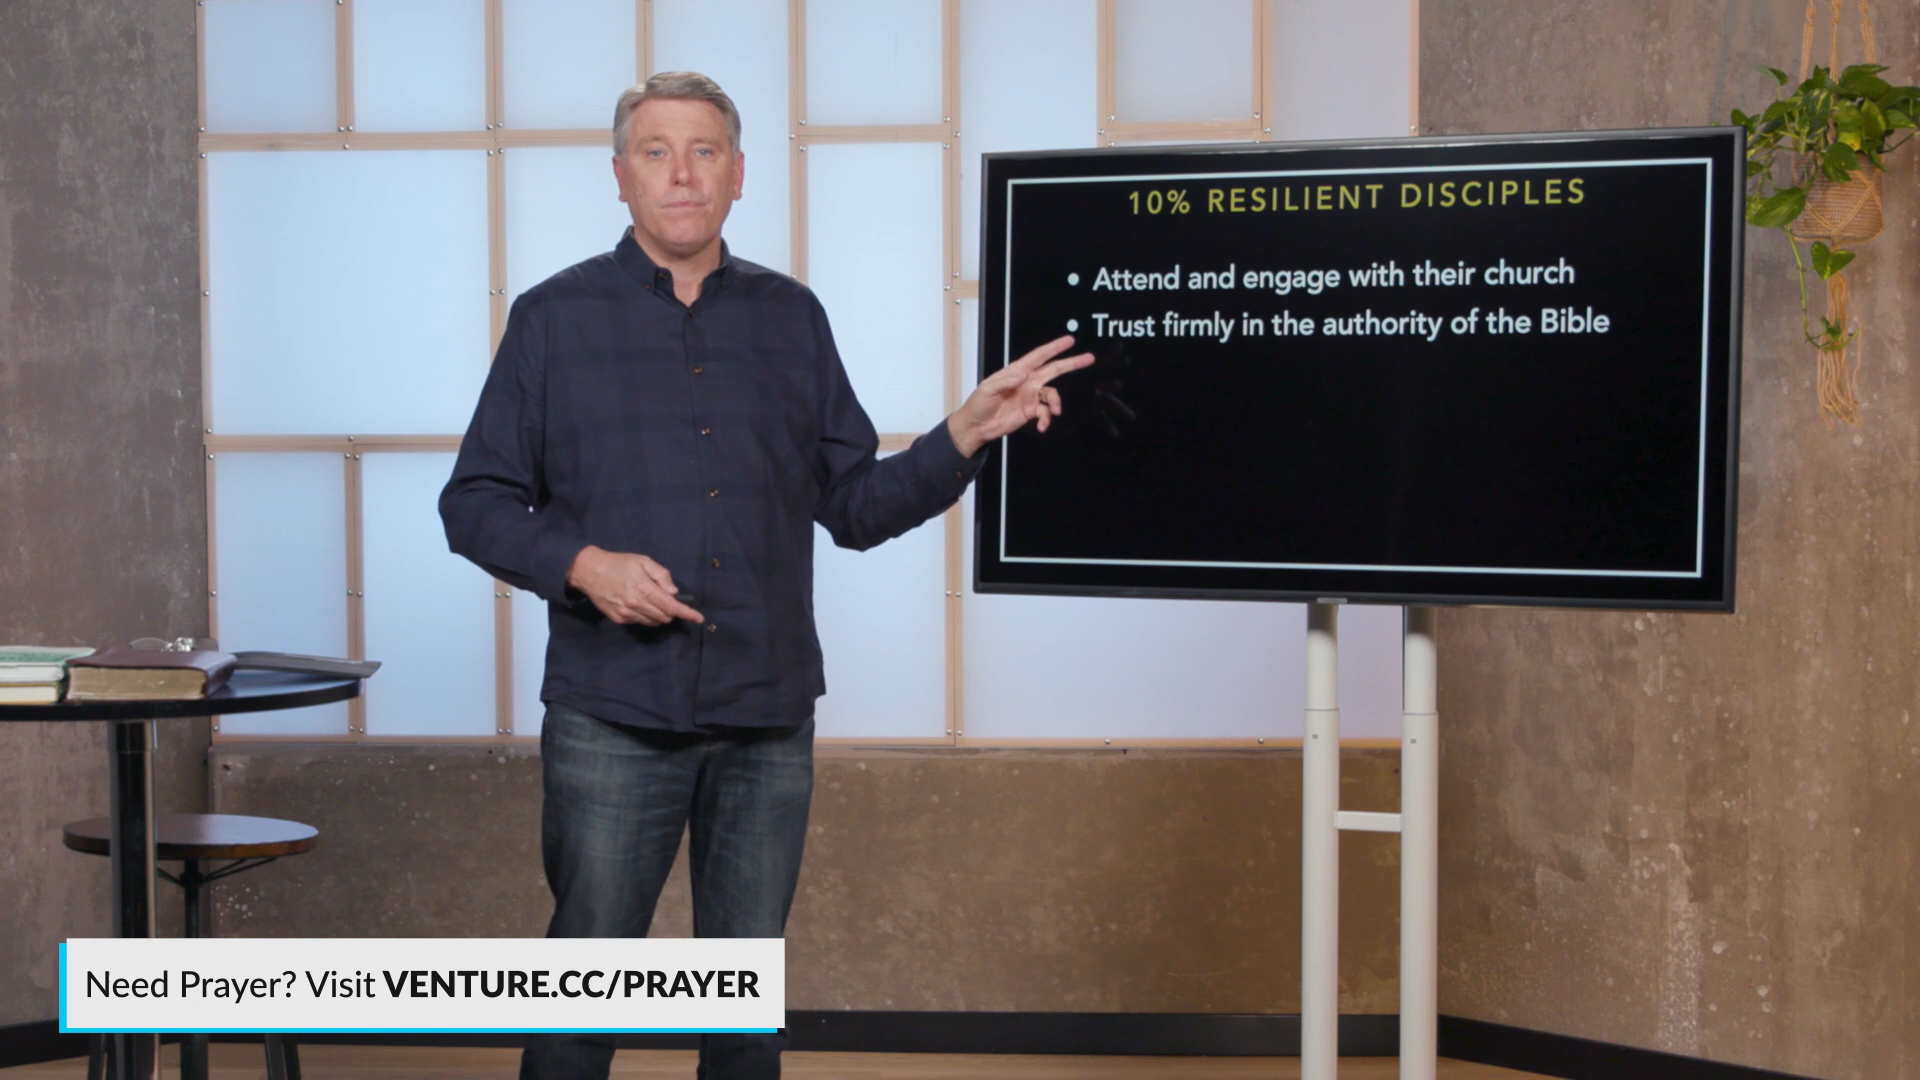 10% RESILIENT DISCIPLES
• Attend and engage with their church
• Trust firmly in the authority of the Bible
Need Prayer? Visit VENTURE.CC/PRAYER